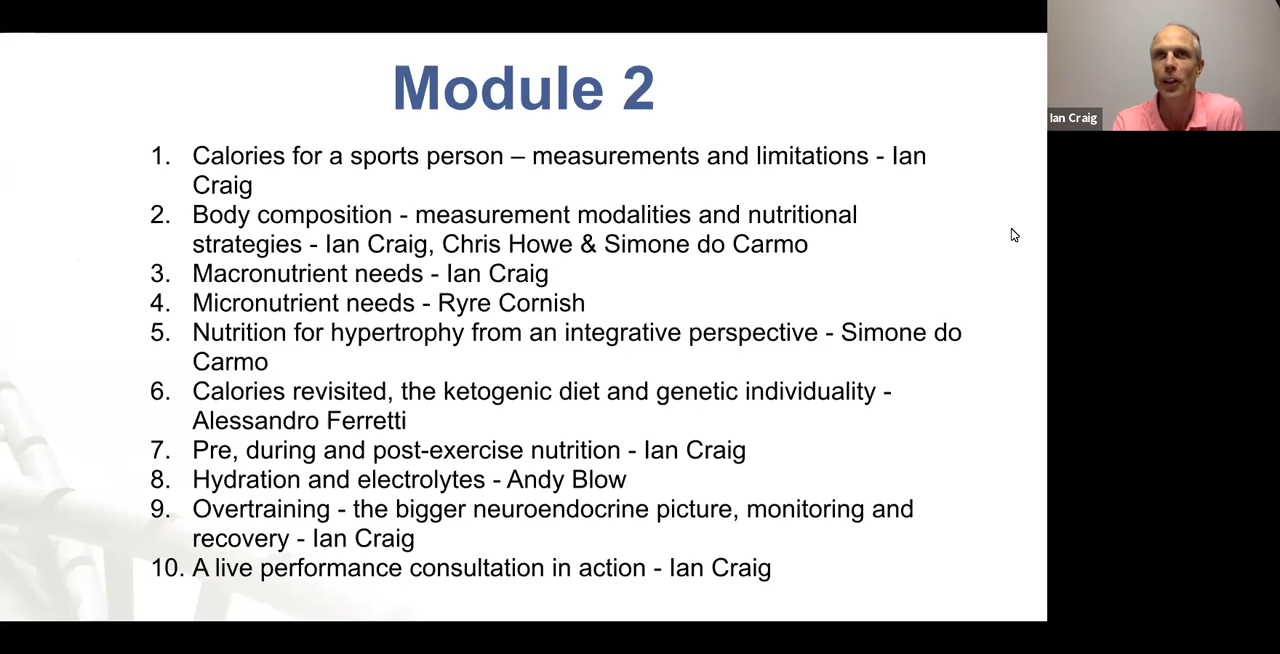 Module 2
1. Calories for a sports person – measurements and limitations - Ian
Craig
2. Body composition - measurement modalities and nutritional
strategies - Ian Craig, Chris Howe & Simone do Carmo
3. Macronutrient needs - Ian Craig
4. Micronutrient needs - Ryre Cornish
5. Nutrition for hypertrophy from an integrative perspective - Simone do
Carmo
6. Calories revisited, the ketogenic diet and genetic individuality -
Alessandro Ferretti
7. Pre, during and post-exercise nutrition - Ian Craig
8. Hydration and electrolytes - Andy Blow
9. Overtraining - the bigger neuroendocrine picture, monitoring and
recovery - Ian Craig
10. A live performance consultation in action - Ian Craig
Ian Craig